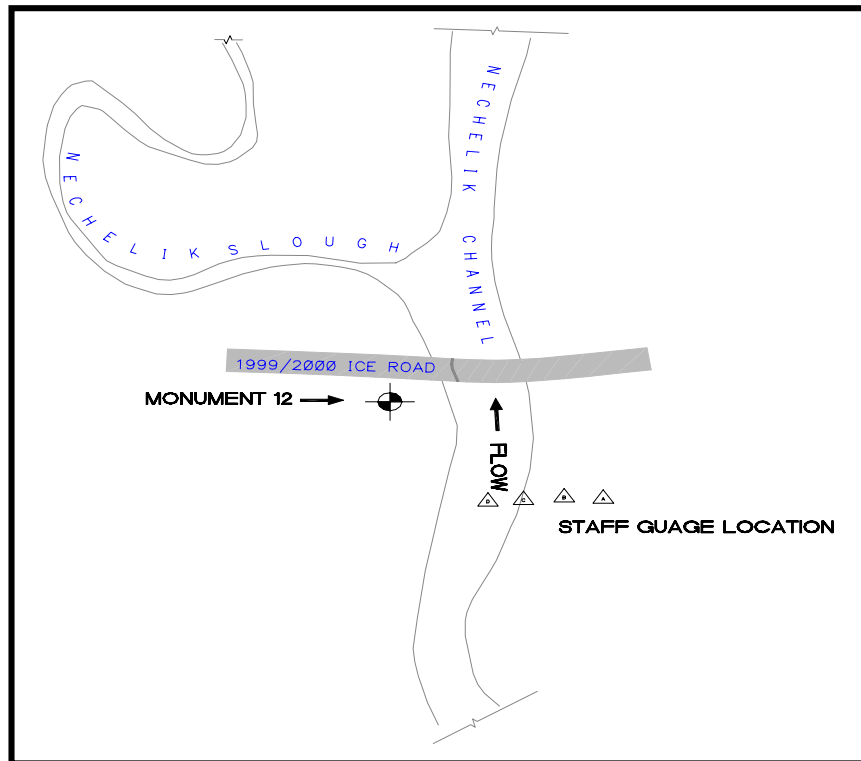 NECHELIK CHANNEL
NECHELIK SLOUGH
1999/2000 ICE ROAD
MONUMENT 12
FLOW
D C B A
STAFF GUAGE LOCATION